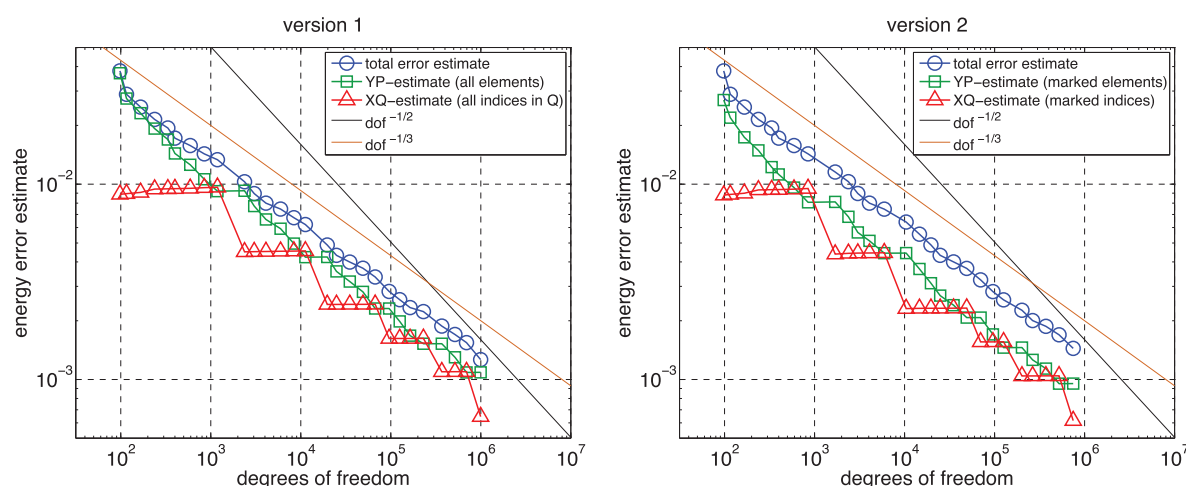 version 1
energy error estimate
10^-2
10^-3
total error estimate
YP-estimate (all elements)
XQ-estimate (all indices in Q)
dof^-1/2
dof^-1/3
10^2 10^3 10^4 10^5 10^6 10^7
degrees of freedom
version 2
energy error estimate
10^-2
10^-3
total error estimate
YP-estimate (marked elements)
XQ-estimate (marked indices)
dof^-1/2
dof^-1/3
10^2 10^3 10^4 10^5 10^6 10^7
degrees of freedom